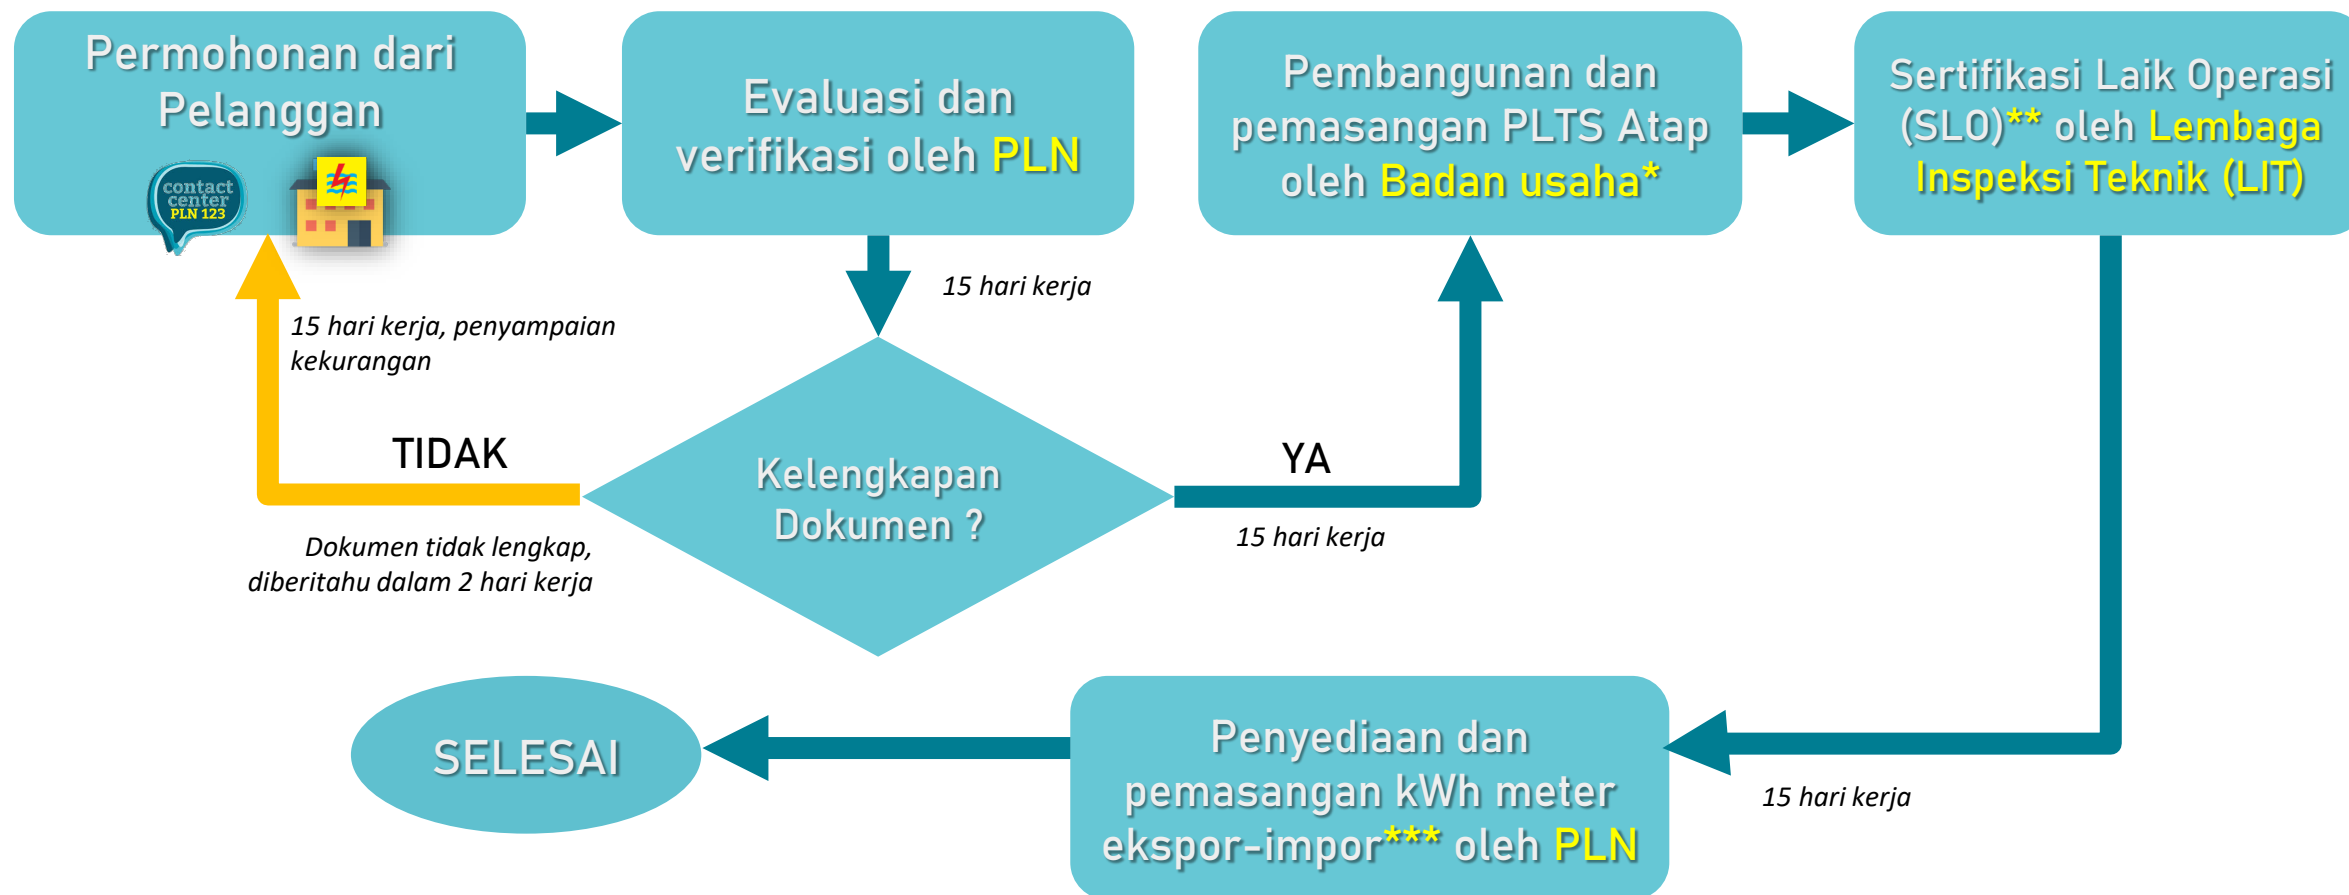 Permohonan dari
Pelanggan
contact
center
PLN 123
Evaluasi dan
verifikasi oleh PLN
Pembangunan dan
pemasangan PLTS Atap
oleh Badan usaha*
Sertifikasi Laik Operasi
(SLO)** oleh Lembaga
Inspeksi Teknik (LIT)
15 hari kerja
15 hari kerja, penyampaian
kekurangan
TIDAK
Kelengkapan
Dokumen ?
YA
Dokumen tidak lengkap,
diberitahu dalam 2 hari kerja
15 hari kerja
SELESAI
Penyediaan dan
pemasangan kWh meter
ekspor-impor*** oleh PLN
15 hari kerja